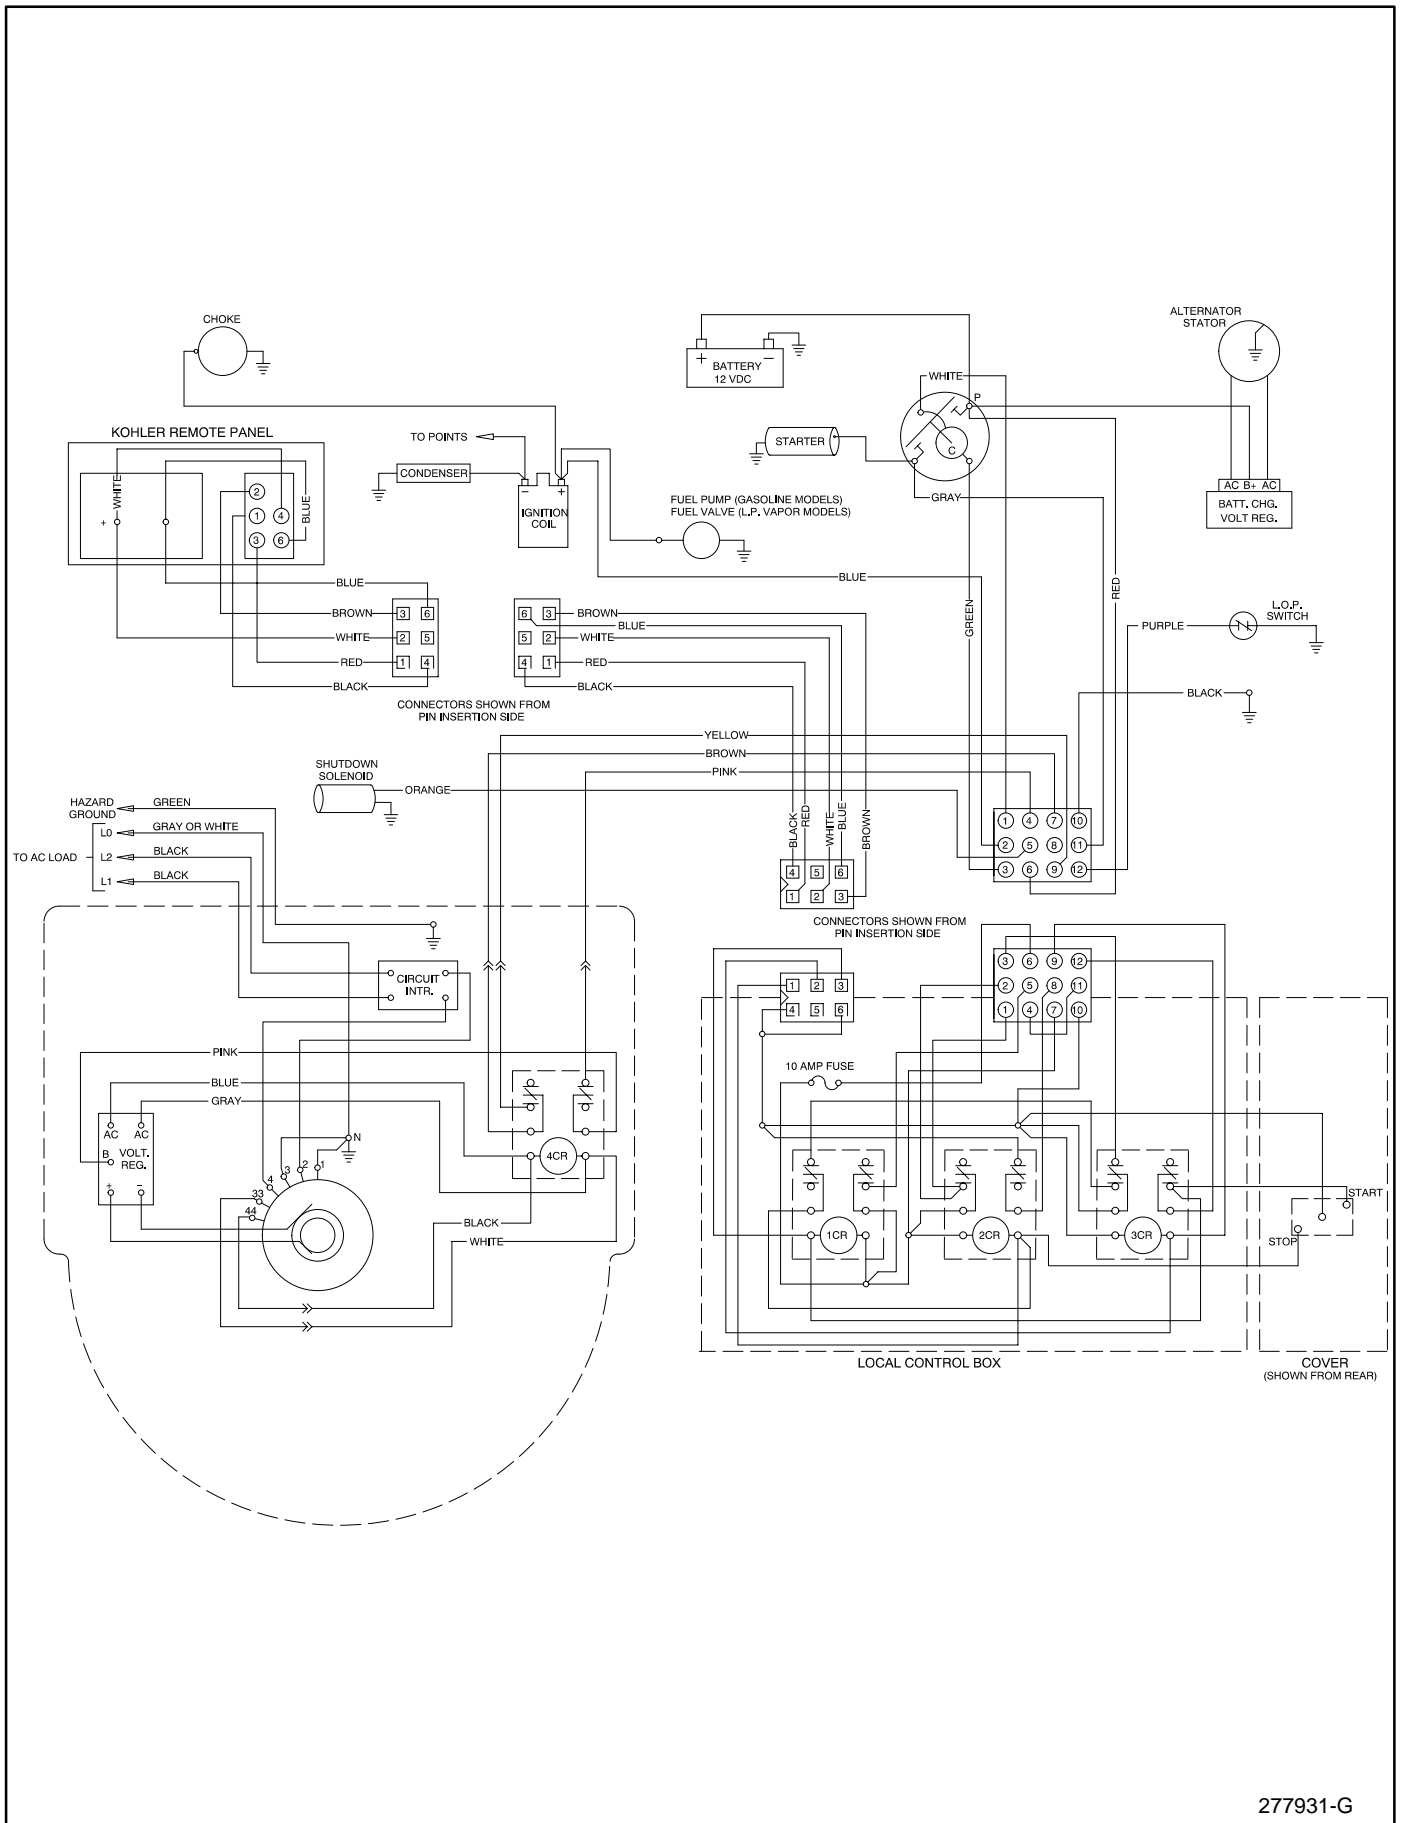 CHOKE
ALTERNATOR
STATOR
+
−
BATTERY
12 VDC
WHITE
P
KOHLER REMOTE PANEL
TO POINTS
STARTER
C
CONDENSER
−
+
IGNITION
COIL
WHITE
2
1
4
3
6
BLUE
+
GRAY
AC B+ AC
BATT. CHG.
VOLT REG.
FUEL PUMP (GASOLINE MODELS)
FUEL VALVE (L.P. VAPOR MODELS)
BLUE
BLUE
RED
GREEN
BROWN
3
6
6
3
BROWN
BLUE
L.O.P.
SWITCH
PURPLE
WHITE
2
5
5
2
WHITE
RED
1
4
4
1
RED
BLACK
BLACK
BLACK
CONNECTORS SHOWN FROM
PIN INSERTION SIDE
YELLOW
BROWN
SHUTDOWN
SOLENOID
PINK
ORANGE
HAZARD
GROUND
GREEN
L0
GRAY OR WHITE
TO AC LOAD
L2
BLACK
L1
BLACK
BLACK
RED
WHITE
BLUE
BROWN
1
4
7
10
2
5
8
11
3
6
9
12
4
5
6
1
2
3
CONNECTORS SHOWN FROM
PIN INSERTION SIDE
CIRCUIT
INTR.
1
2
3
4
5
6
3
6
9
12
2
5
8
11
1
4
7
10
PINK
10 AMP FUSE
BLUE
GRAY
AC
AC
B
VOLT.
REG.
+
−
N
4
3
2
1
33
44
4CR
BLACK
WHITE
1CR
2CR
3CR
START
STOP
LOCAL CONTROL BOX
COVER
(SHOWN FROM REAR)
277931-G